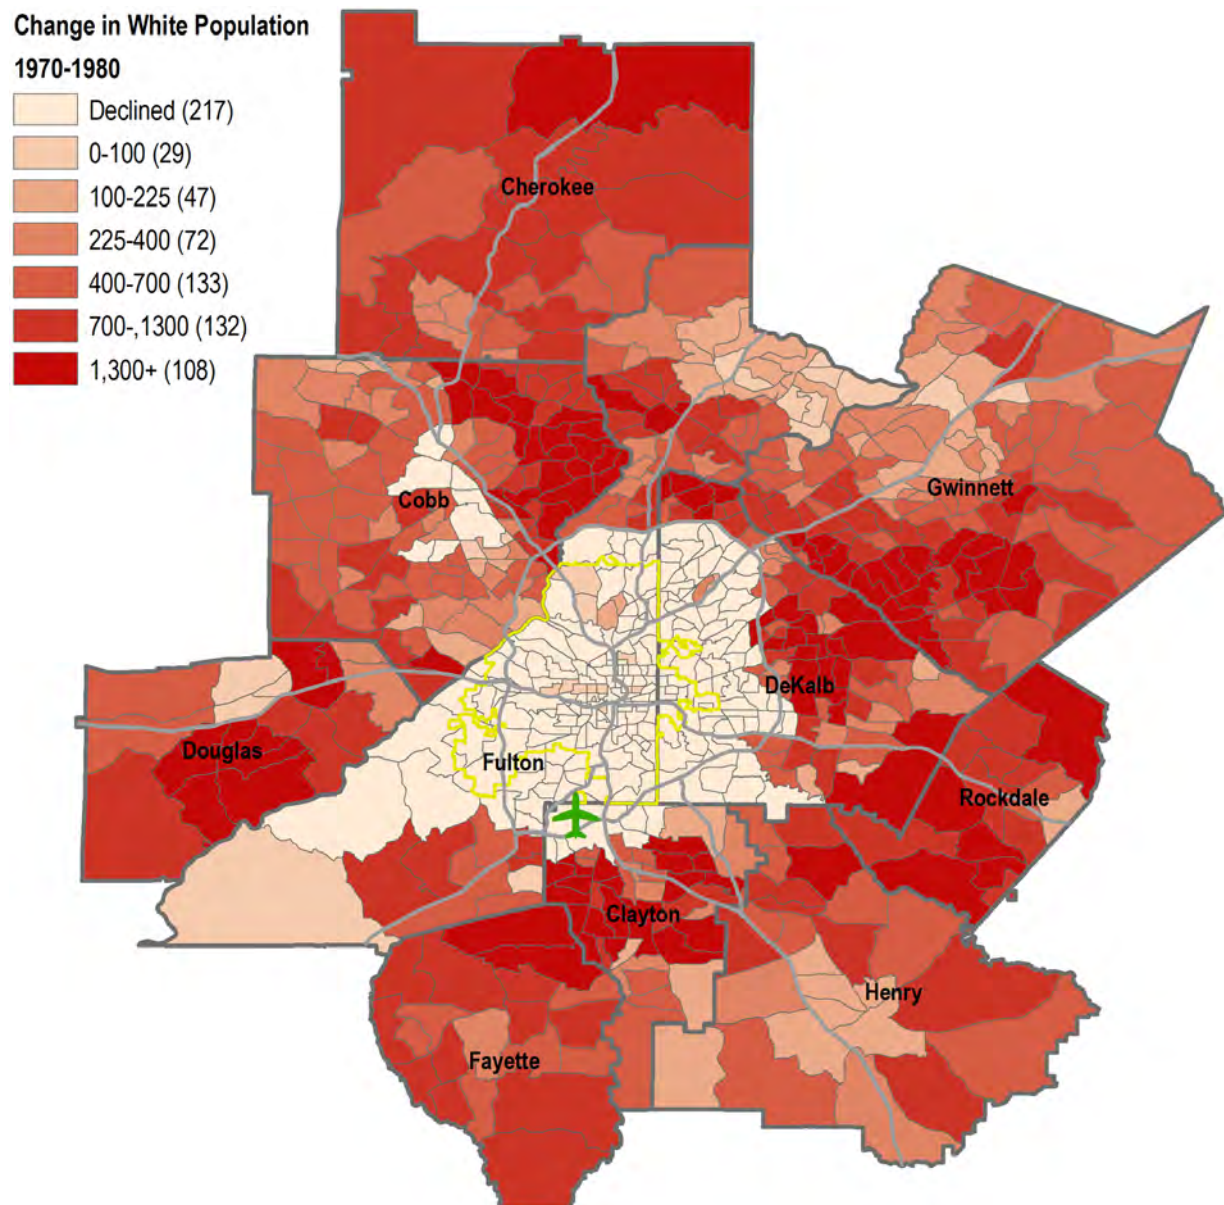 Change in White Population
1970-1980
Declined (217)
0-100 (29)
100-225 (47)
225-400 (72)
400-700 (133)
700-,1300 (132)
1,300+ (108)
Cherokee
Cobb
Gwinnett
DeKalb
Douglas
Fulton
Rockdale
Clayton
Henry
Fayette